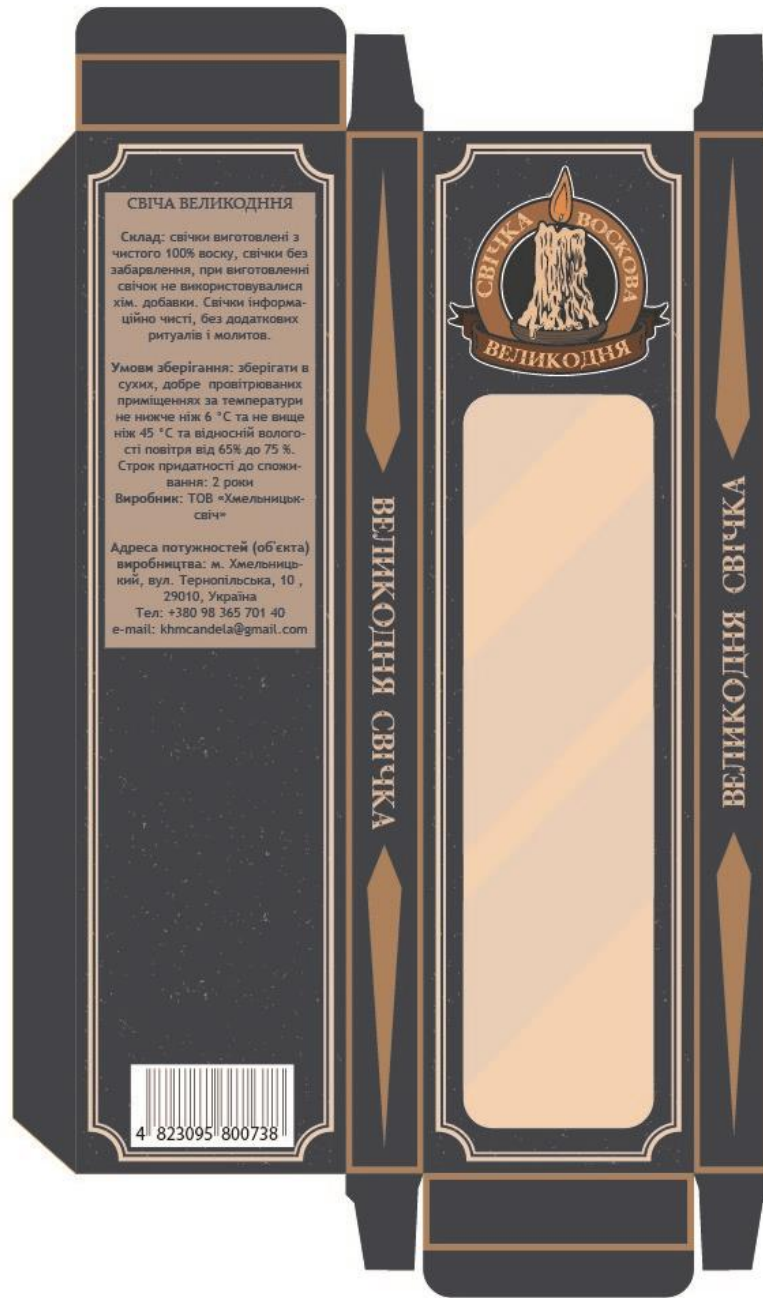 СВІЧА ВЕЛИКОДННЯ
Склад: свічки виготовлені з
чистого 100% воску, свічки без
забарвлення, при виготовленні
свічок не використовувалися
хім. добавки. Свічки інформа-
ційно чисті, без додаткових
ритуалів і молитов.
Умови зберігання: зберігати в
сухих, добре провітрюваних
приміщеннях за температури
не нижче ніж 6 °C та не вище
ніж 45 °C та відносній волого-
сті повітря від 65% до 75 %.
Строк придатності до спожи-
вання: 2 роки
Виробник: ТОВ «Хмельницьк-
свіч»
Адреса потужностей (об'єкта)
виробництва: м. Хмельниць-
кий, вул. Тернопільська, 10 ,
29010, Україна
Тел: +380 98 365 701 40
e-mail: khmcandela@gmail.com
4 823095 800738
ВЕЛИКОДНЯ СВІЧКА
СВІЧКА ВОСКОВА
ВЕЛИКОДНЯ
ВЕЛИКОДНЯ СВІЧКА